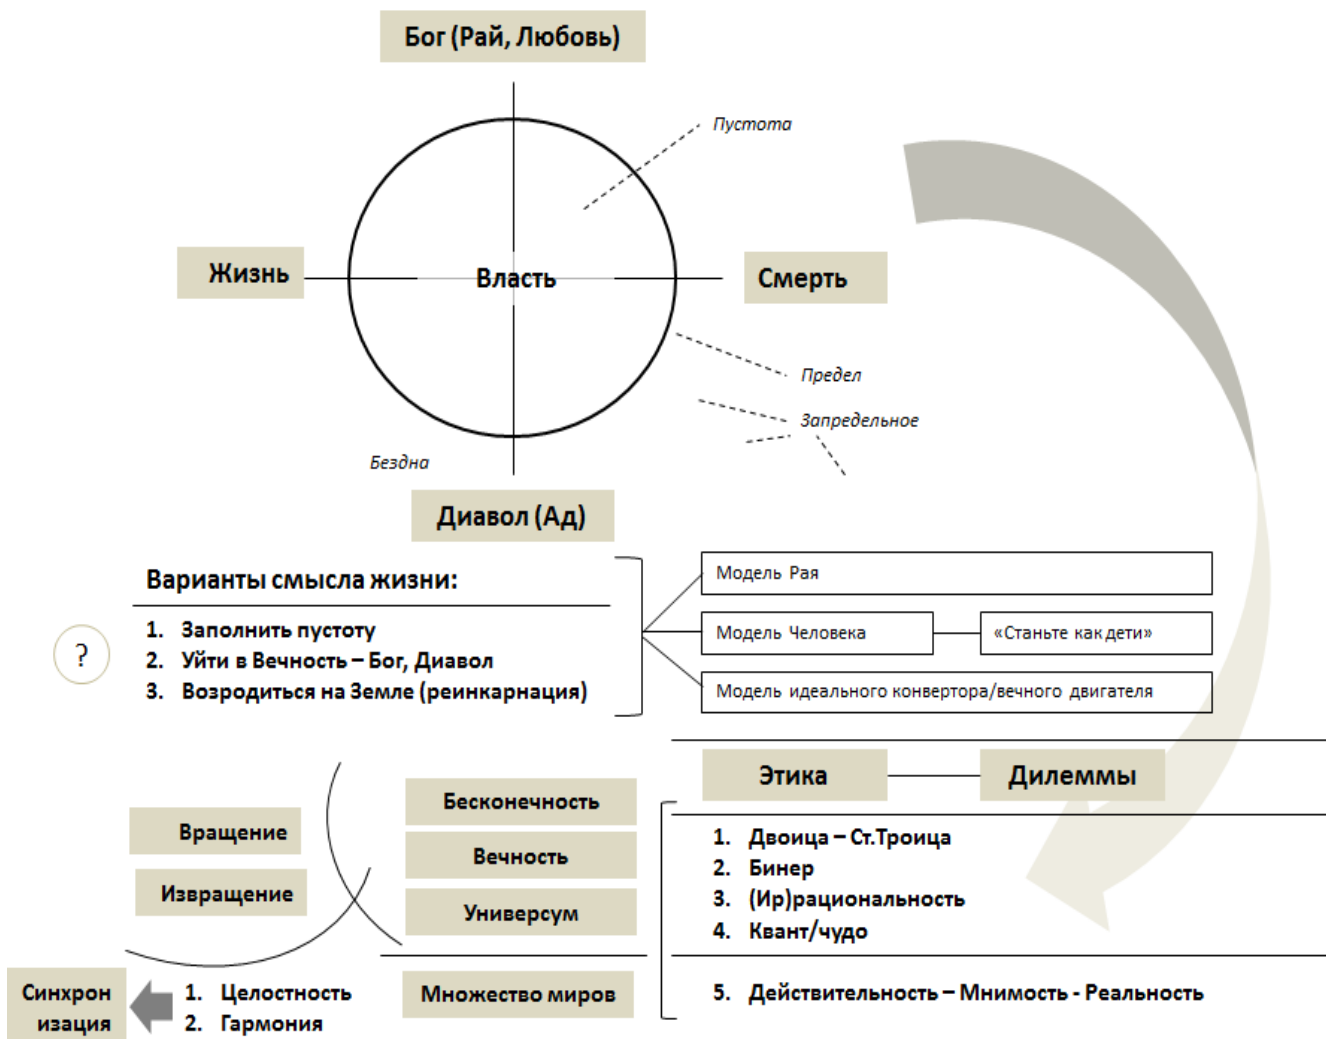 Бог (Рай, Любовь)
Пустота
Жизнь
Власть
Смерть
Предел
Запредельное
Бездна
Диавол (Ад)
Варианты смысла жизни:
?
1. Заполнить пустоту
2. Уйти в Вечность – Бог, Диавол
3. Возродиться на Земле (реинкарнация)
Модель Рая
Модель Человека
«Станьте как дети»
Модель идеального конвертора/вечного двигателя
Этика
Дилеммы
Вращение
Извращение
Бесконечность
Вечность
Универсум
Множество миров
1. Двоица – Ст.Троица
2. Бинер
3. (Ир)рациональность
4. Квант/чудо
5. Действительность – Мнимость - Реальность
Синхрон
изация
1. Целостность
2. Гармония